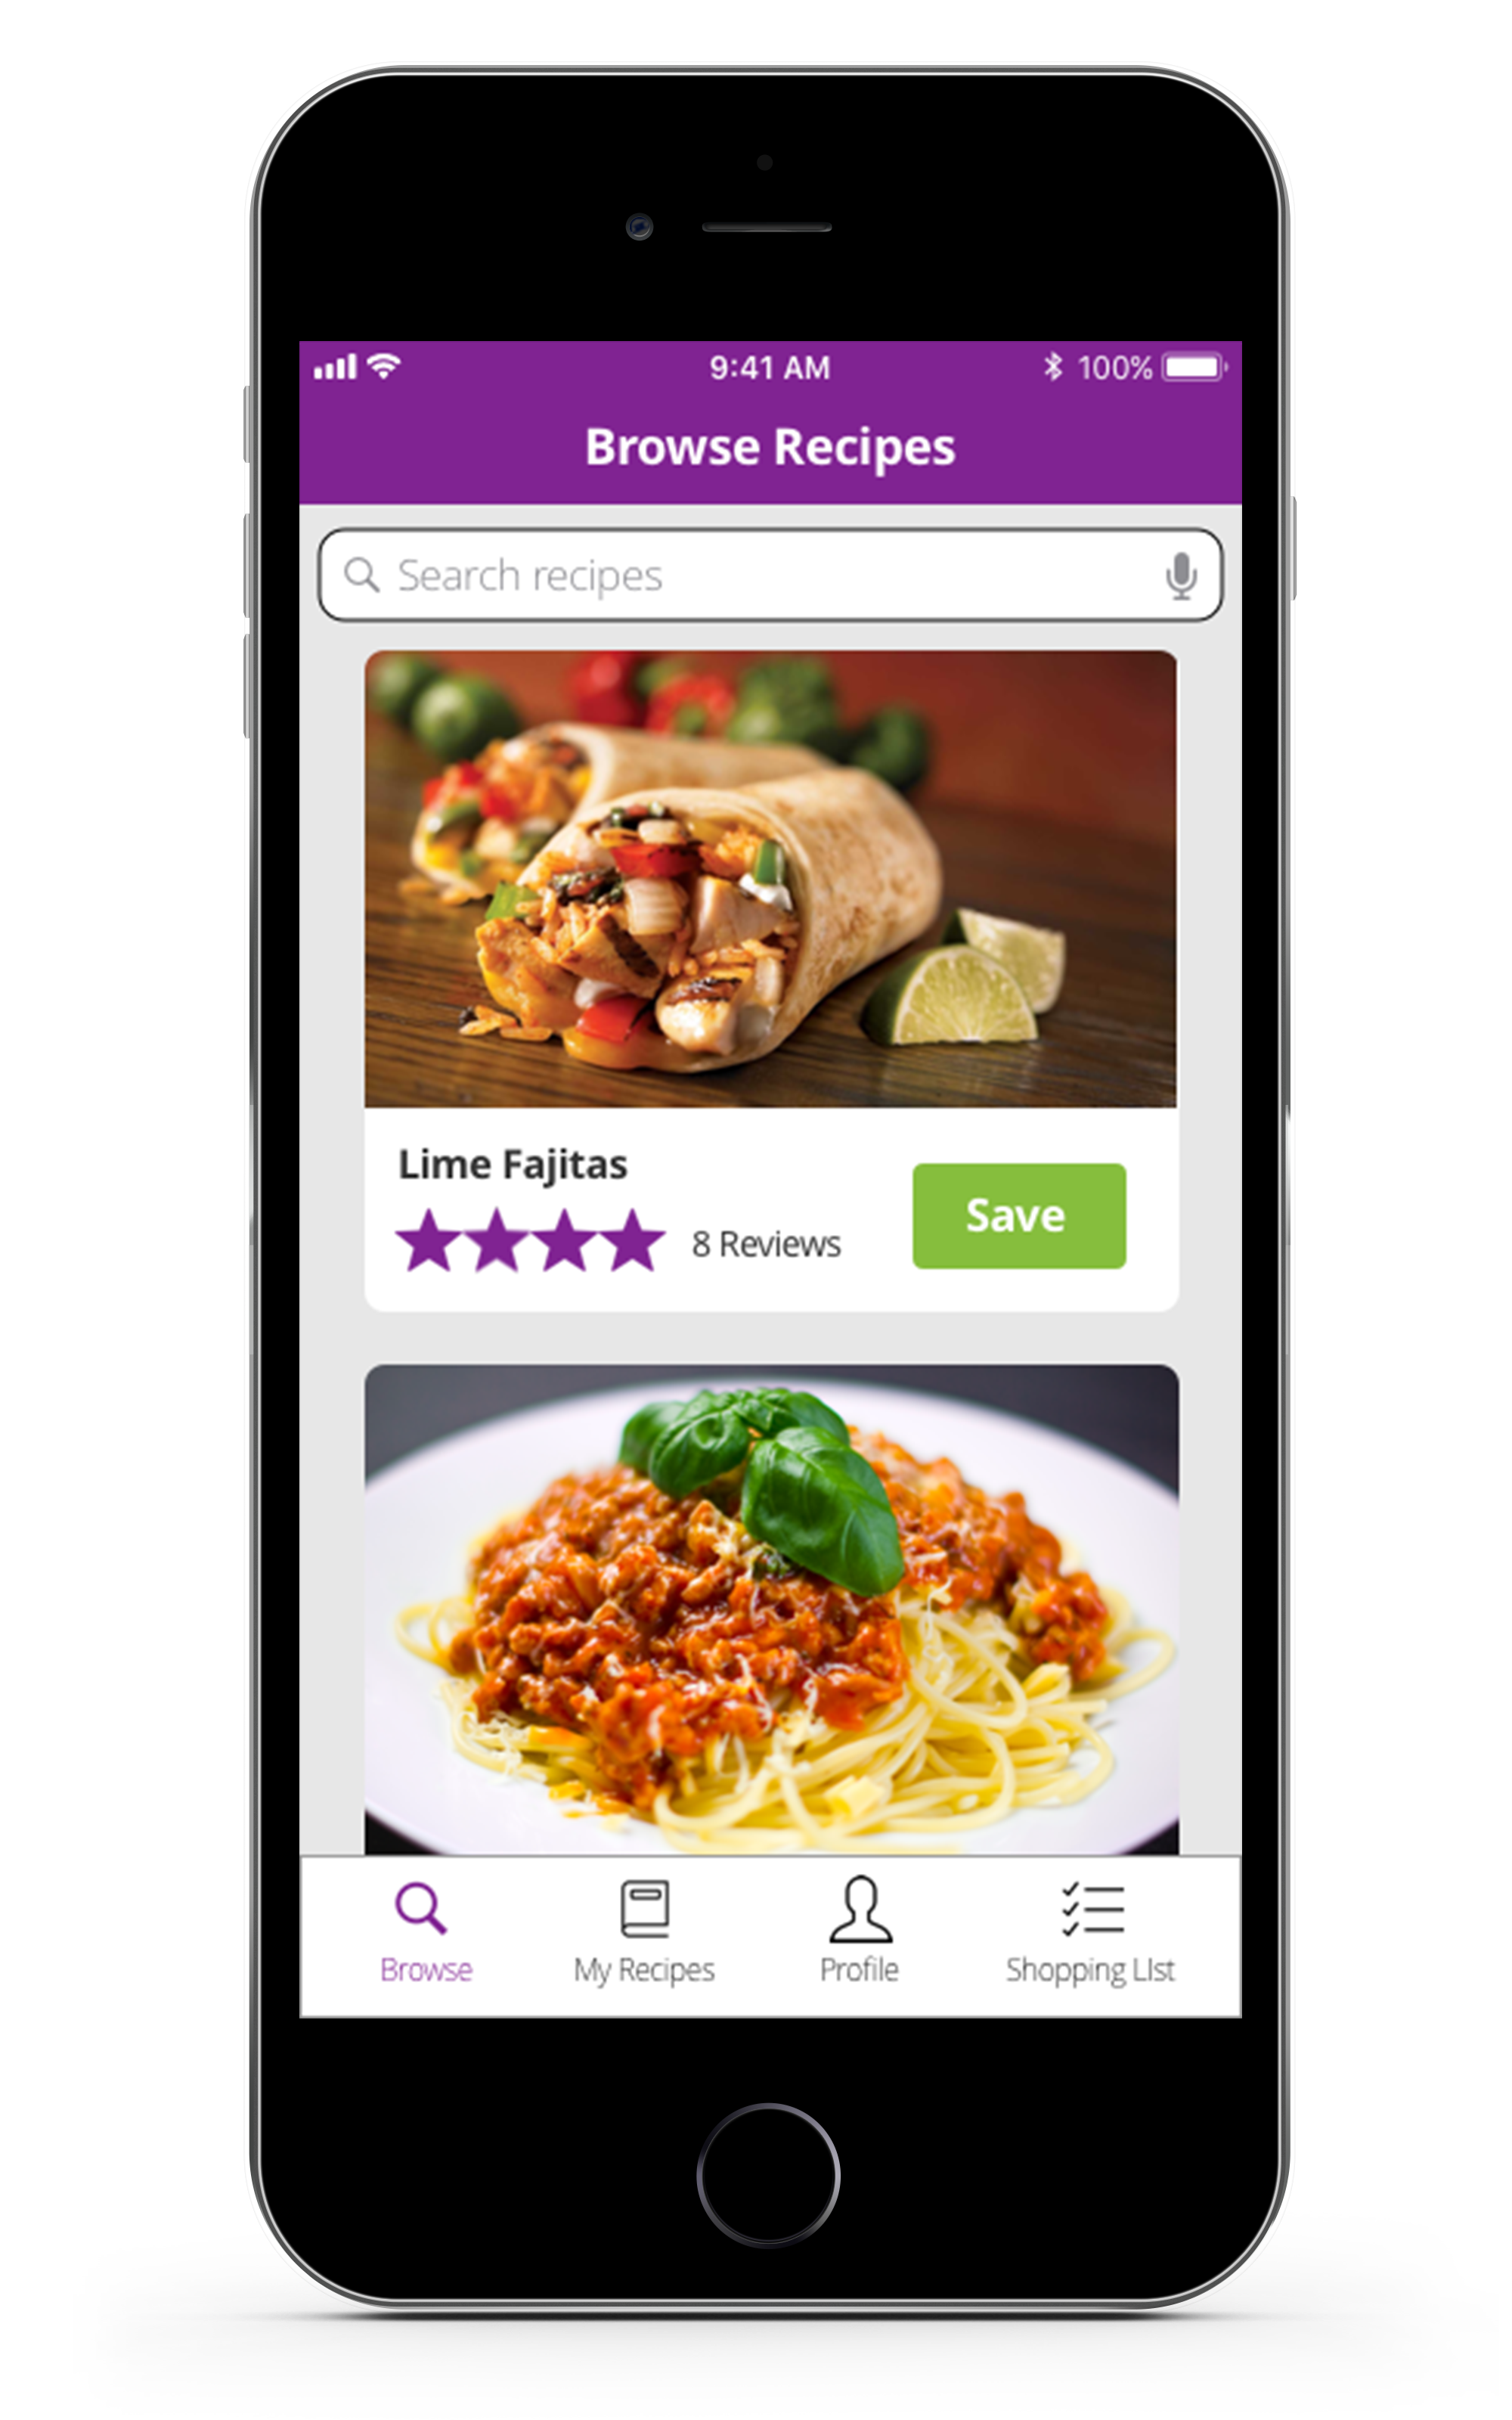 9:41 AM
100%
Browse Recipes
Search recipes
Lime Fajitas
8 Reviews
Save
Browse
My Recipes
Profile
Shopping LIst